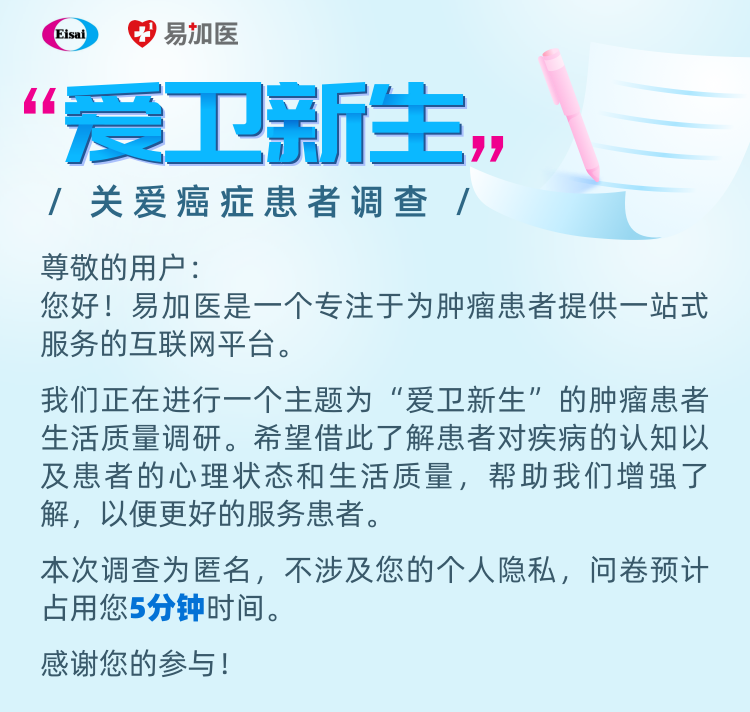 Eisai 易加医
“爱卫新生”
/ 关爱癌症患者调查 /
尊敬的用户：
您好！易加医是一个专注于为肿瘤患者提供一站式
服务的互联网平台。
我们正在进行一个主题为“爱卫新生”的肿瘤患者
生活质量调研。希望借此了解患者对疾病的认知以
及患者的心理状态和生活质量，帮助我们增强了
解，以便更好的服务患者。
本次调查为匿名，不涉及您的个人隐私，问卷预计
占用您5分钟时间。
感谢您的参与！